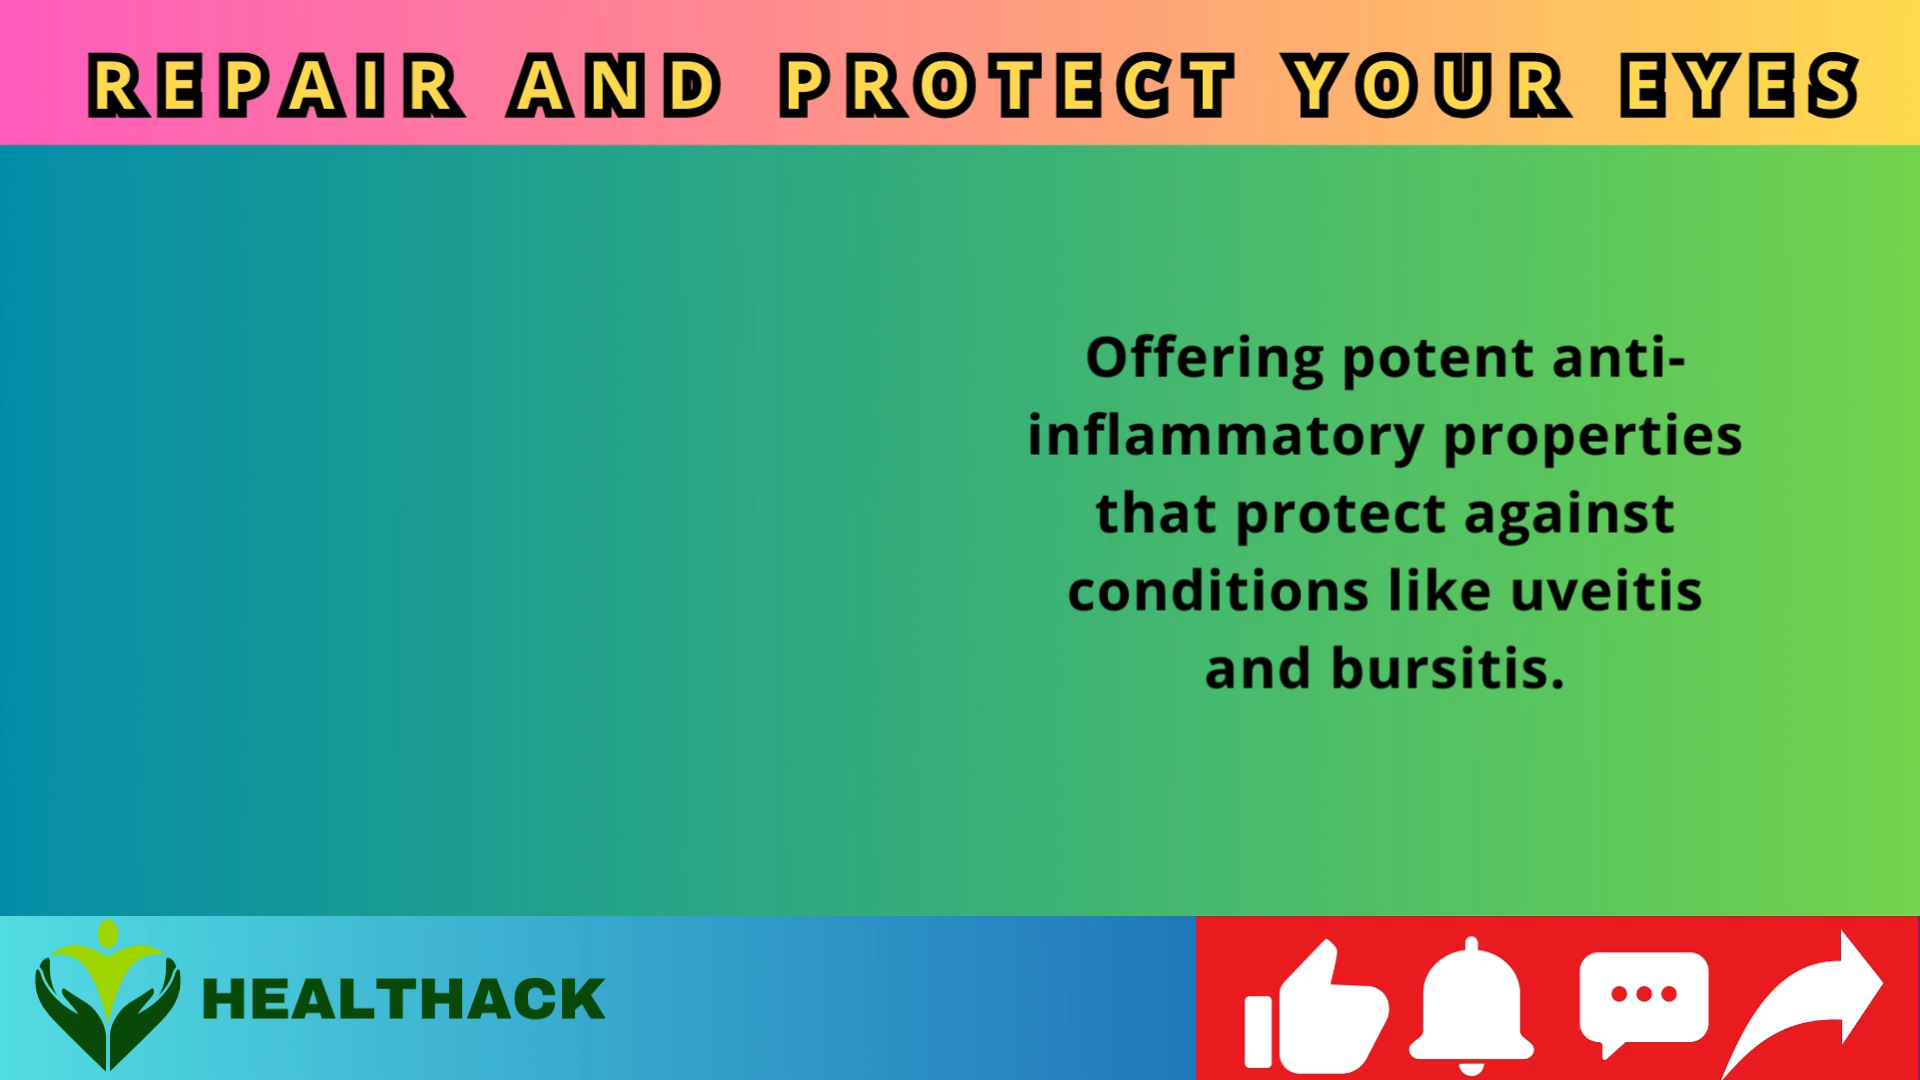 REPAIR AND PROTECT YOUR EYES
Offering potent anti-
inflammatory properties
that protect against
conditions like uveitis
and bursitis.
HEALTHACK